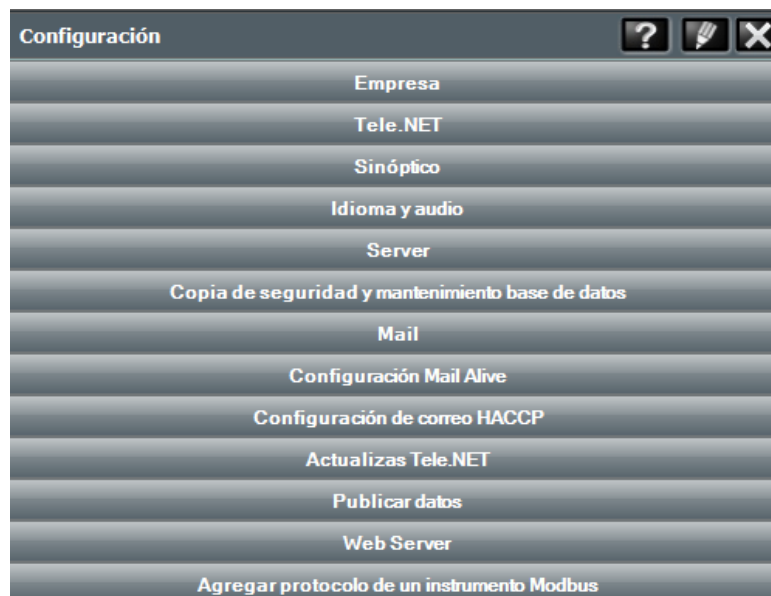 Configuración
Empresa
Tele.NET
Sinóptico
Idioma y audio
Server
Copia de seguridad y mantenimiento base de datos
Mail
Configuración Mail Alive
Configuración de correo HACCP
Actualizas Tele.NET
Publicar datos
Web Server
Agregar protocolo de un instrumento Modbus